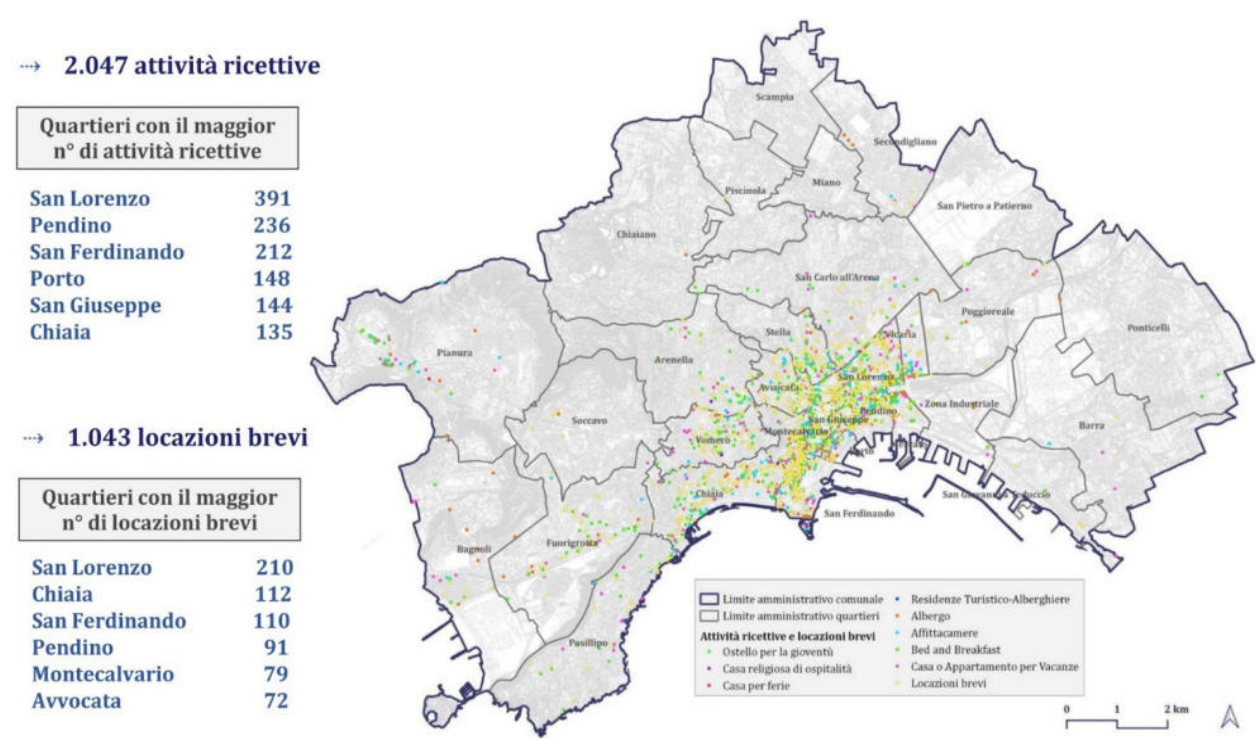 ⇢ 2.047 attività ricettive
Quartieri con il maggior
n° di attività ricettive
San Lorenzo 391
Pendino 236
San Ferdinando 212
Porto 148
San Giuseppe 144
Chiaia 135
⇢ 1.043 locazioni brevi
Quartieri con il maggior
n° di locazioni brevi
San Lorenzo 210
Chiaia 112
San Ferdinando 110
Pendino 91
Montecalvario 79
Avvocata 72
Scampia
Secondigliano
Miano
Piscinola
San Pietro a Patierno
Chiaiano
San Carlo all'Arena
Poggioreale
Ponticelli
Stella
Vicaria
Pianura
Arenella
San Lorenzo
Avvocata
Zona Industriale
Pendino
Soccavo
San Giuseppe
Barra
Montecalvario
Vomero
Porto
Chiaia
San Giovanni a Teduccio
San Ferdinando
Bagnoli
Fuorigrotta
Posillipo
Limite amministrativo comunale
Limite amministrativo quartieri
Attività ricettive e locazioni brevi
Ostello per la gioventù
Casa religiosa di ospitalità
Casa per ferie
Residenze Turistico-Alberghiere
Albergo
Affittacamere
Bed and Breakfast
Casa o Appartamento per Vacanze
Locazioni brevi
0 1 2 km